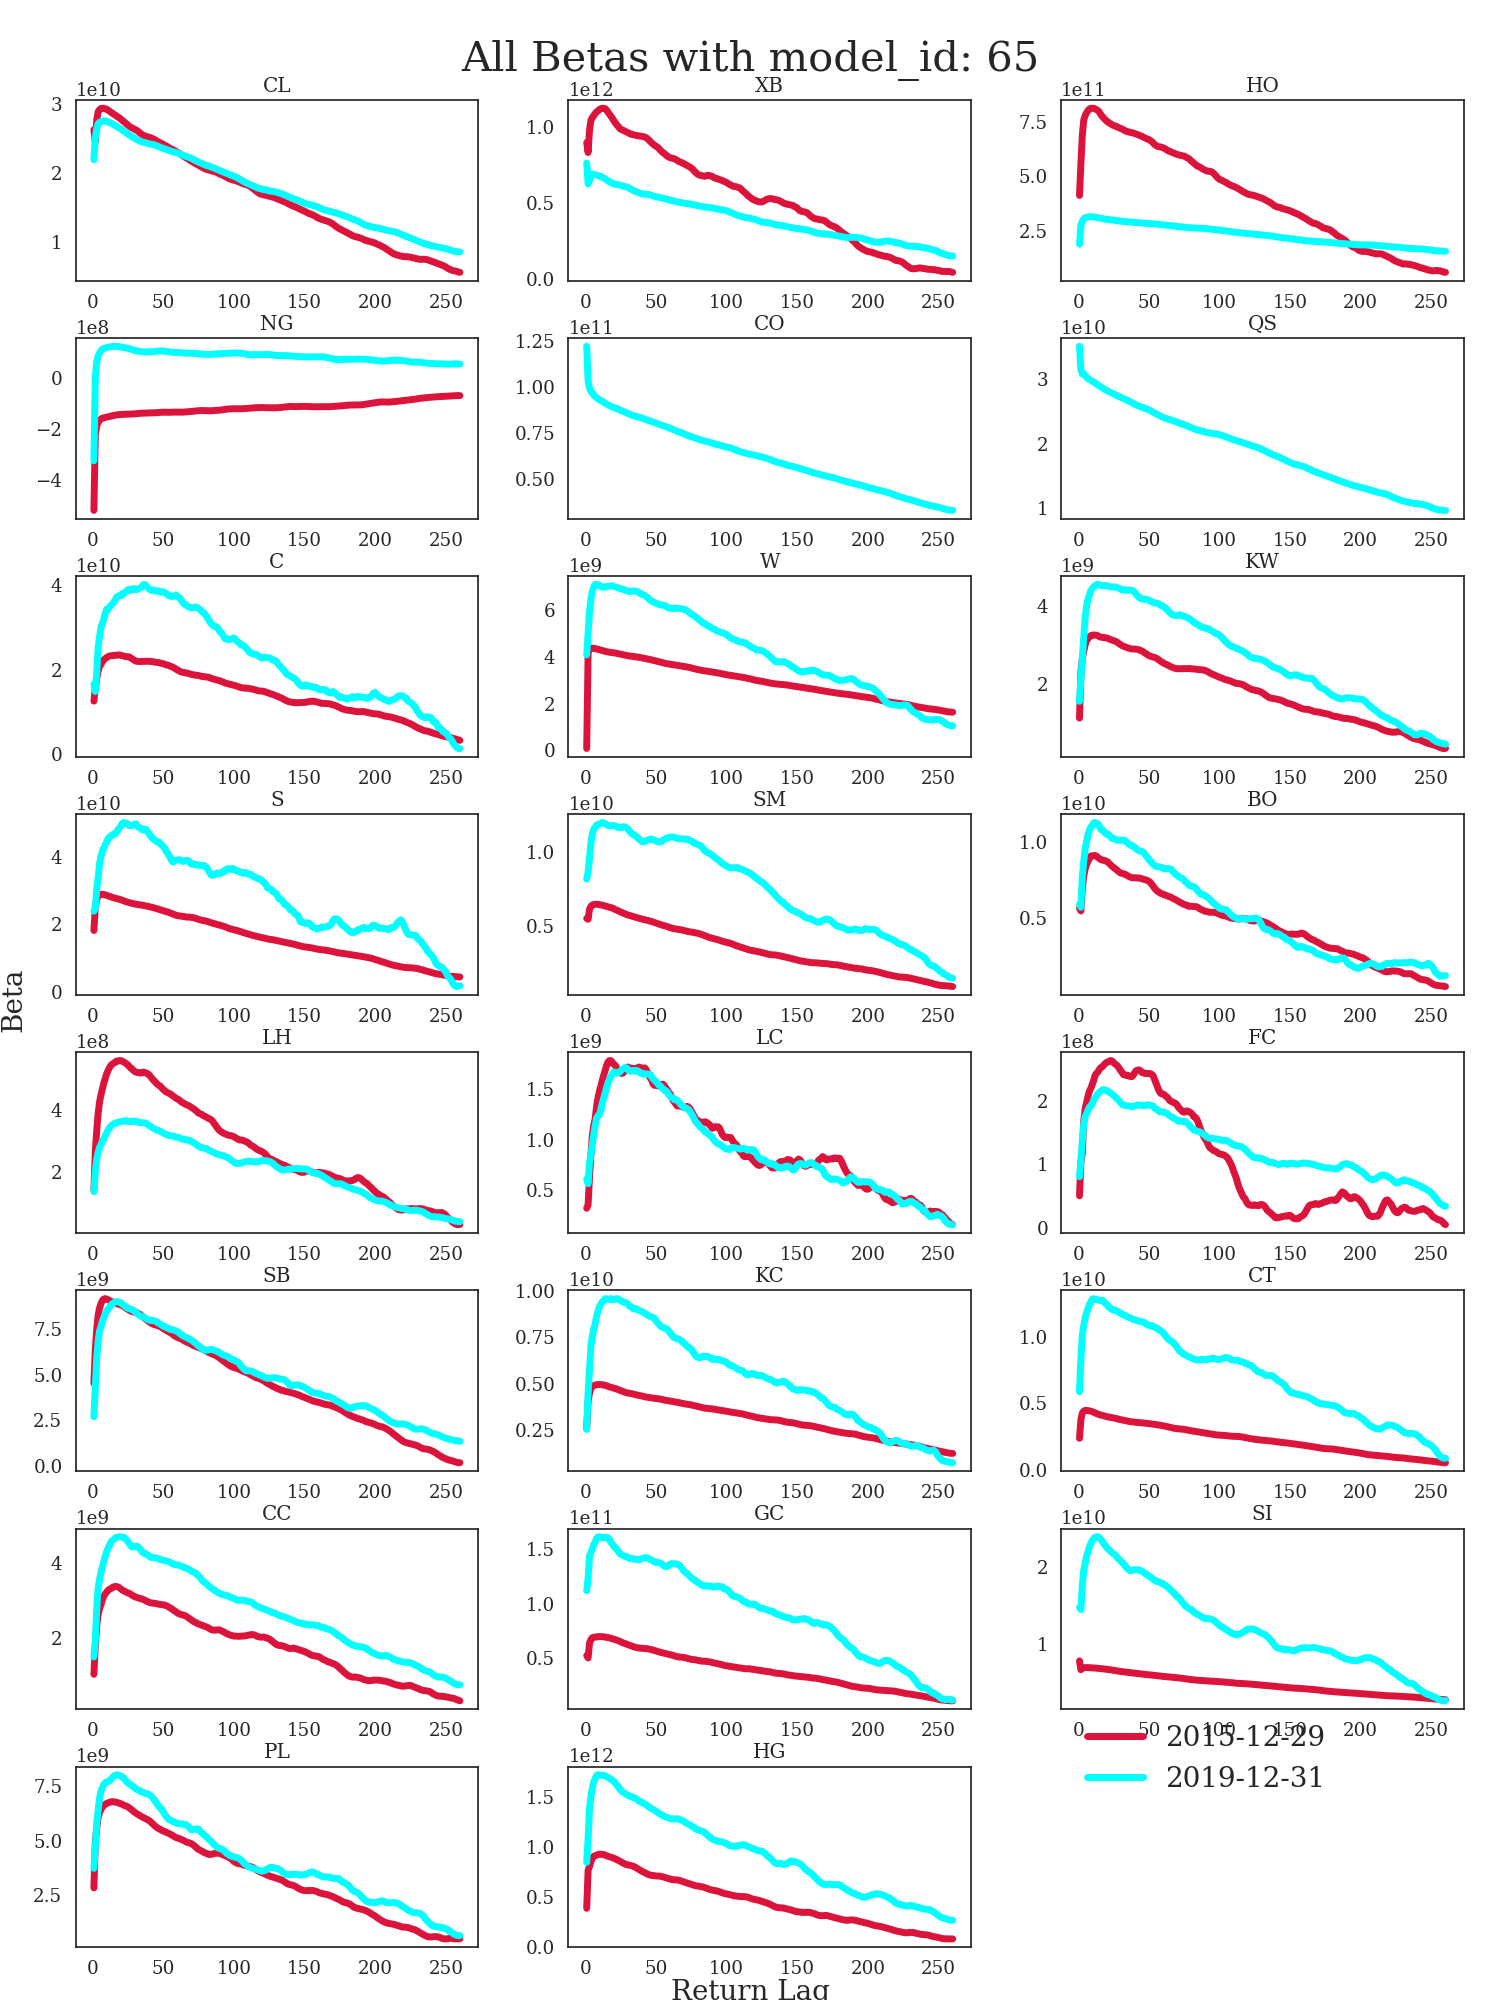 All Betas with model_id: 65
CL
XB
HO
1e10
1e12
1e11
3
2
1
1.0
0.5
0.0
7.5
5.0
2.5
0 50 100 150 200 250
0 50 100 150 200 250
0 50 100 150 200 250
NG
CO
QS
1e8
1e11
1e10
0
−2
−4
1.25
1.00
0.75
0.50
3
2
1
0 50 100 150 200 250
0 50 100 150 200 250
0 50 100 150 200 250
C
W
KW
1e10
1e9
1e9
4
2
0
6
4
2
0
4
2
0 50 100 150 200 250
0 50 100 150 200 250
0 50 100 150 200 250
S
SM
BO
1e10
1e10
1e10
4
2
0
1.0
0.5
1.0
0.5
0 50 100 150 200 250
0 50 100 150 200 250
0 50 100 150 200 250
Beta
LH
LC
FC
1e8
1e9
1e8
4
2
1.5
1.0
0.5
2
1
0
0 50 100 150 200 250
0 50 100 150 200 250
0 50 100 150 200 250
SB
KC
CT
1e9
1e10
1e10
7.5
5.0
2.5
0.0
1.00
0.75
0.50
0.25
1.0
0.5
0.0
0 50 100 150 200 250
0 50 100 150 200 250
0 50 100 150 200 250
CC
GC
SI
1e9
1e11
1e10
4
2
1.5
1.0
0.5
2
1
0 50 100 150 200 250
0 50 100 150 200 250
0 50 100 150 200 250
2015-12-29
2019-12-31
PL
HG
1e9
1e12
7.5
5.0
2.5
1.5
1.0
0.5
0.0
0 50 100 150 200 250
0 50 100 150 200 250
Return Lag